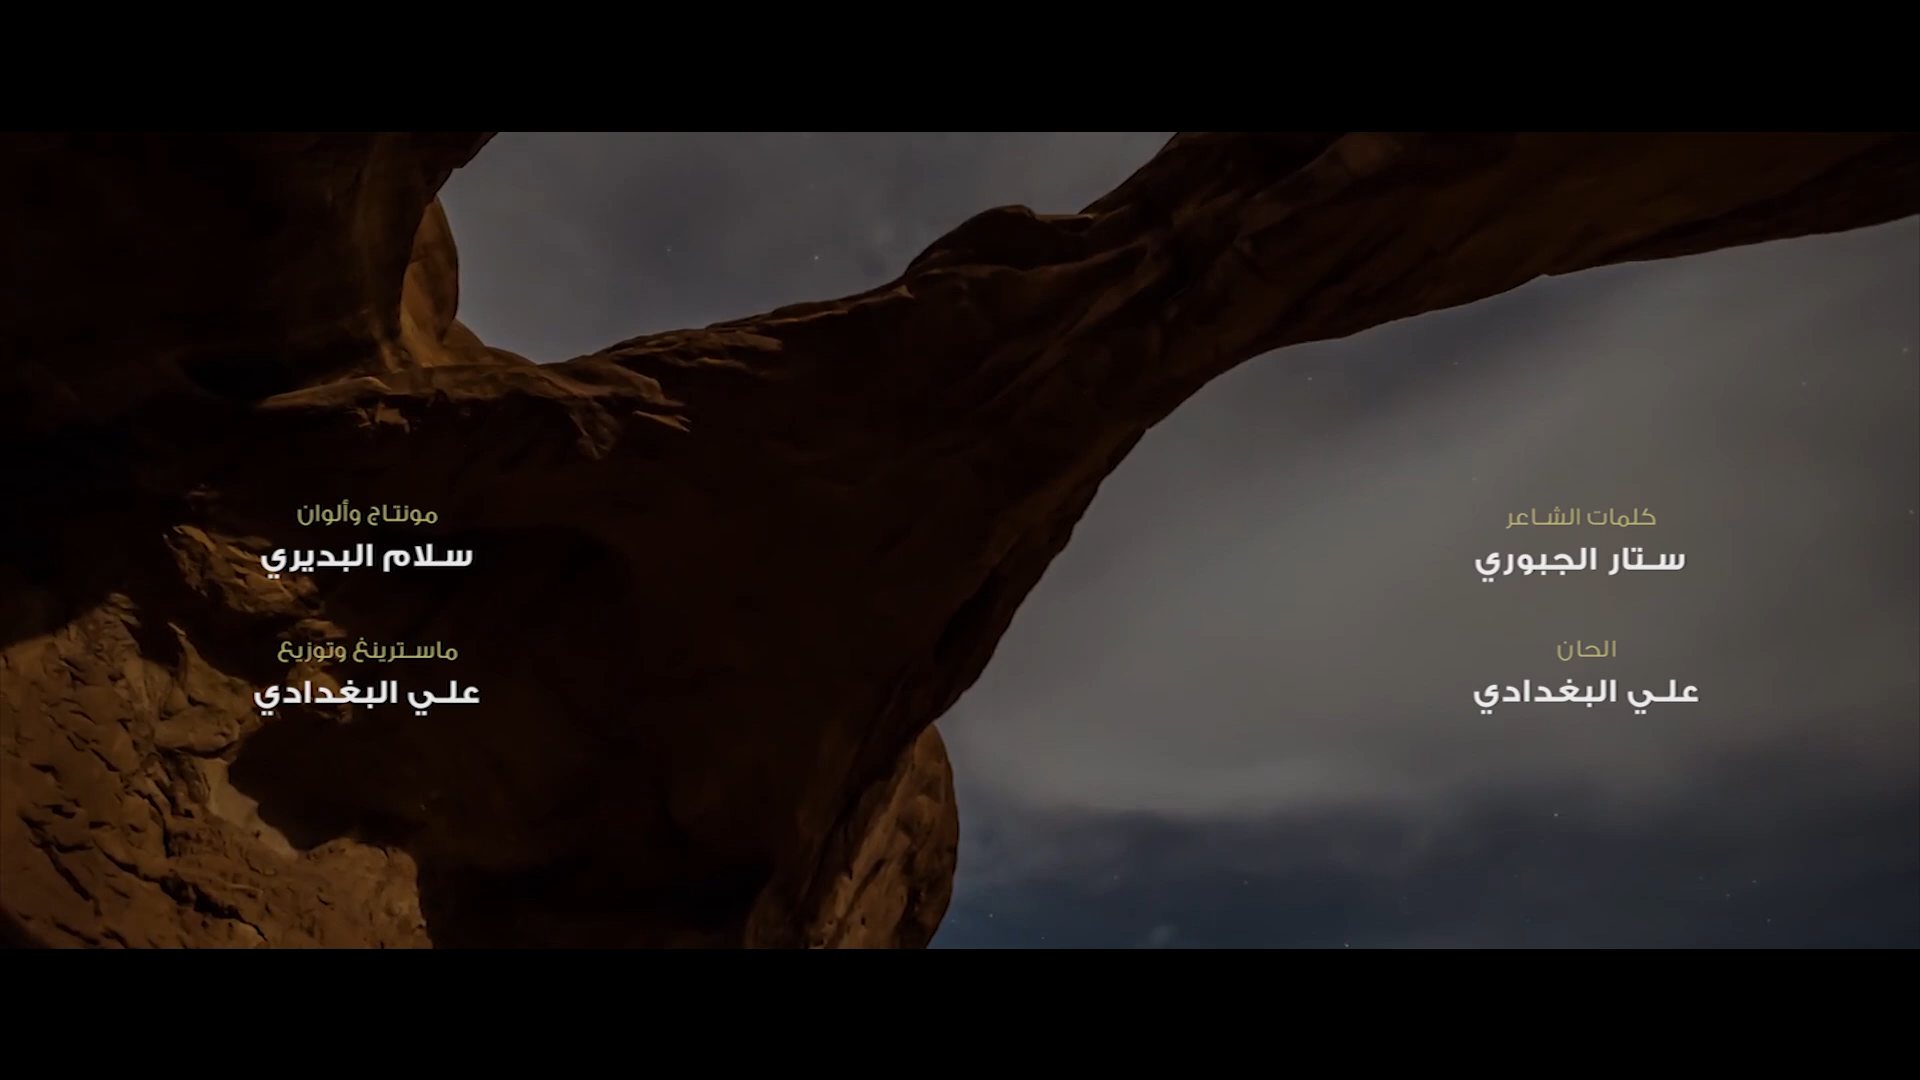 كلمات الشاعر
ستار الجبوري
الحان
علي البغدادي
مونتاج وألوان
سلام البديري
ماسترينغ وتوزيع
علي البغدادي